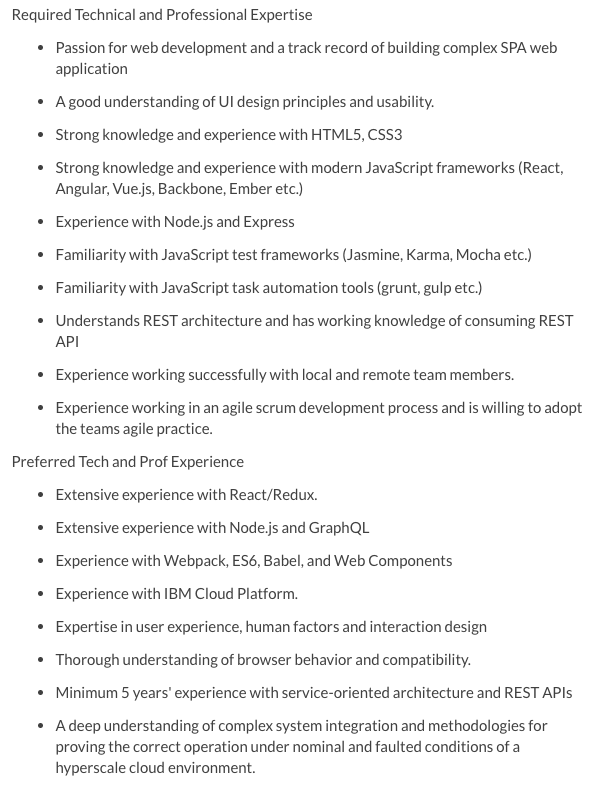 Required Technical and Professional Expertise
• Passion for web development and a track record of building complex SPA web
application
• A good understanding of UI design principles and usability.
• Strong knowledge and experience with HTML5, CSS3
• Strong knowledge and experience with modern JavaScript frameworks (React,
Angular, Vue.js, Backbone, Ember etc.)
• Experience with Node.js and Express
• Familiarity with JavaScript test frameworks (Jasmine, Karma, Mocha etc.)
• Familiarity with JavaScript task automation tools (grunt, gulp etc.)
• Understands REST architecture and has working knowledge of consuming REST
API
• Experience working successfully with local and remote team members.
• Experience working in an agile scrum development process and is willing to adopt
the teams agile practice.
Preferred Tech and Prof Experience
• Extensive experience with React/Redux.
• Extensive experience with Node.js and GraphQL
• Experience with Webpack, ES6, Babel, and Web Components
• Experience with IBM Cloud Platform.
• Expertise in user experience, human factors and interaction design
• Thorough understanding of browser behavior and compatibility.
• Minimum 5 years' experience with service-oriented architecture and REST APIs
• A deep understanding of complex system integration and methodologies for
proving the correct operation under nominal and faulted conditions of a
hyperscale cloud environment.